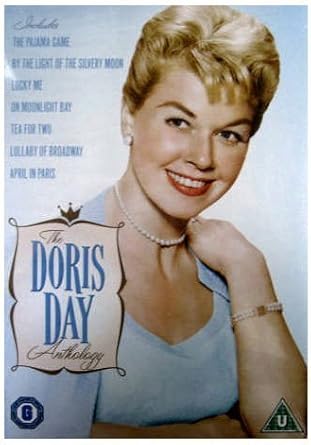 Includes
THE PAJAMA GAME
BY THE LIGHT OF THE SILVERY MOON
LUCKY ME
ON MOONLIGHT BAY
TEA FOR TWO
LULLABY OF BROADWAY
APRIL IN PARIS
The
DORIS
DAY
Anthology
G
U